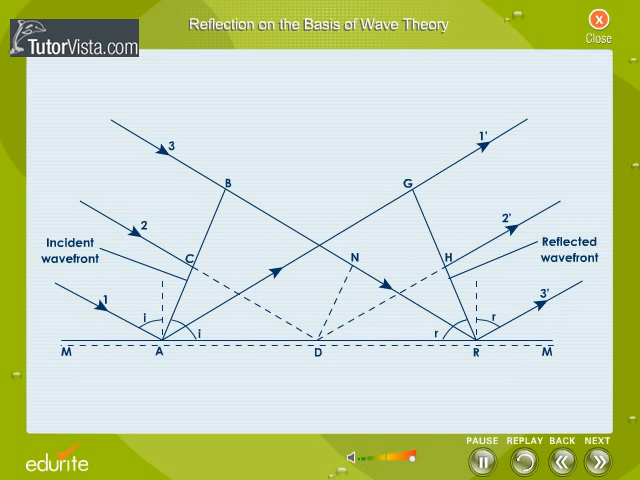 Reflection on the Basis of Wave Theory
X
Close
TutorVista.com
3
1'
B
G
2
2'
Incident
wavefront
C
N
H
Reflected
wavefront
1
3'
i
i
r
r
M
A
D
R
M
edurite
PAUSE REPLAY BACK NEXT